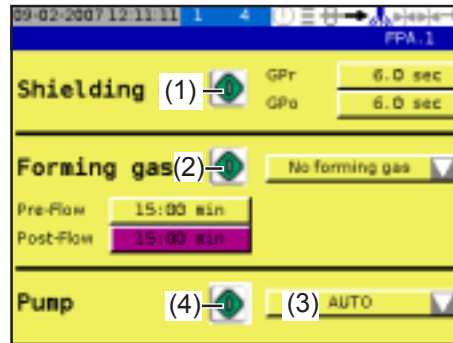 09-02-2007 12:11:11 1 4
FPA.1
Shielding (1) GPr 6.0 sec
GPo 6.0 sec
Forming gas (2) No forming gas
Pre-Flow 15:00 min
Post-Flow 15:00 min
Pump (4) (3) AUTO